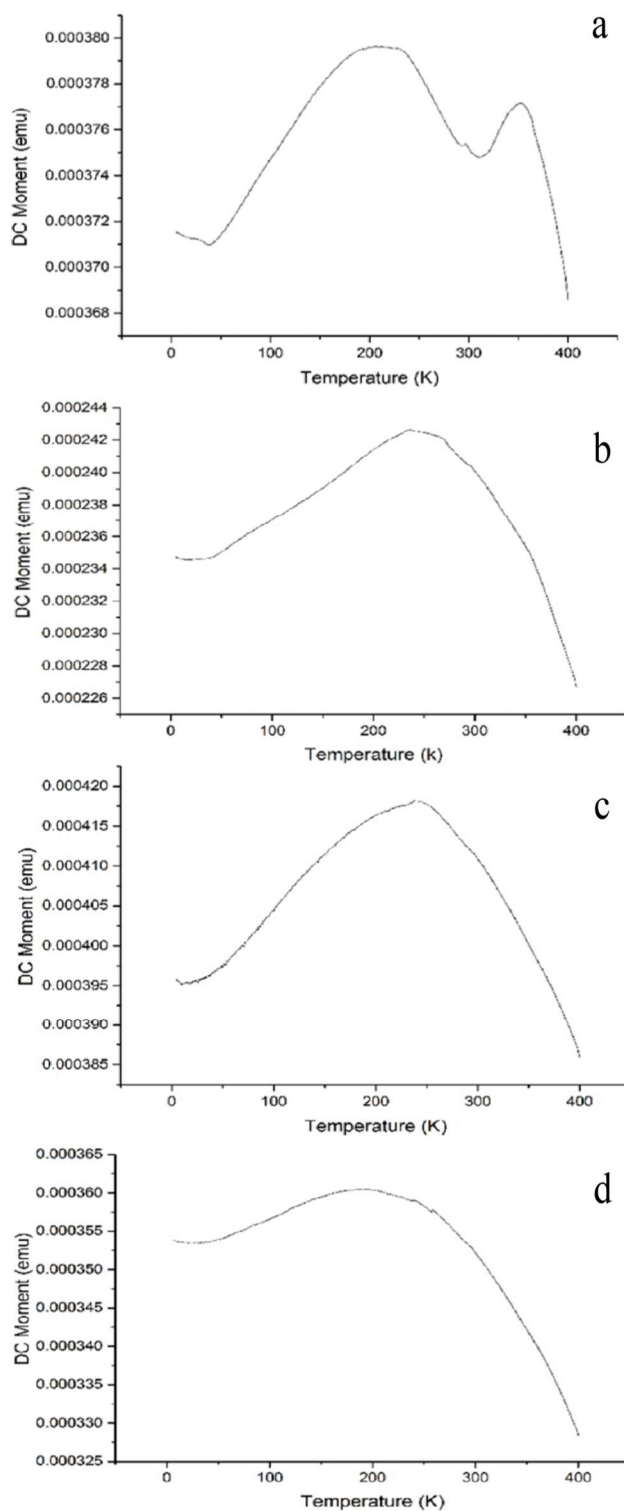 a
DC Moment (emu)
0.000380
0.000378
0.000376
0.000374
0.000372
0.000370
0.000368
0 100 200 300 400
Temperature (K)
b
DC Moment (emu)
0.000244
0.000242
0.000240
0.000238
0.000236
0.000234
0.000232
0.000230
0.000228
0.000226
0 100 200 300 400
Temperature (k)
c
DC Moment (emu)
0.000420
0.000415
0.000410
0.000405
0.000400
0.000395
0.000390
0.000385
0 100 200 300 400
Temperature (K)
d
DC Moment (emu)
0.000365
0.000360
0.000355
0.000350
0.000345
0.000340
0.000335
0.000330
0.000325
0 100 200 300 400
Temperature (K)